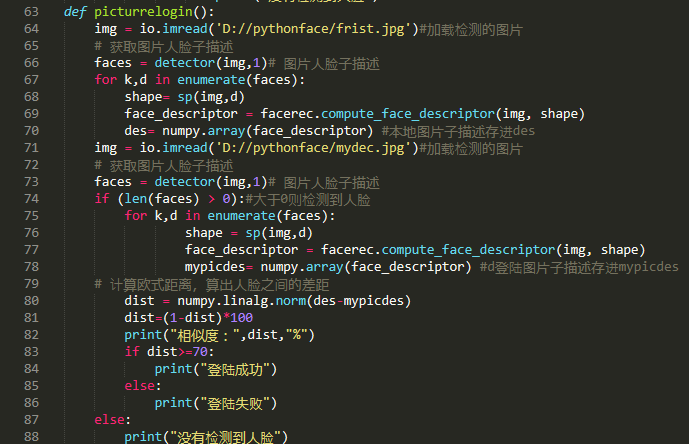 63 def picturrelogin():
64     img = io.imread('D://pythonface/frist.jpg')#加载检测的图片
65     # 获取图片人脸子描述
66     faces = detector(img,1)# 图片人脸子描述
67     for k,d in enumerate(faces):
68         shape= sp(img,d)
69         face_descriptor = facerec.compute_face_descriptor(img, shape)
70         des= numpy.array(face_descriptor) #本地图片子描述存进des
71     img = io.imread('D://pythonface/mydec.jpg')#加载检测的图片
72     # 获取图片人脸子描述
73     faces = detector(img,1)# 图片人脸子描述
74     if (len(faces) > 0):#大于0则检测到人脸
75         for k,d in enumerate(faces):
76                 shape = sp(img,d)
77                 face_descriptor = facerec.compute_face_descriptor(img, shape)
78                 mypicdes= numpy.array(face_descriptor) #d登陆图片子描述存进mypicdes
79     # 计算欧式距离，算出人脸之间的差距
80         dist = numpy.linalg.norm(des-mypicdes)
81         dist=(1-dist)*100
82         print("相似度：",dist,"%")
83         if dist>=70:
84             print("登陆成功")
85         else:
86             print("登陆失败")
87     else:
88         print("没有检测到人脸")